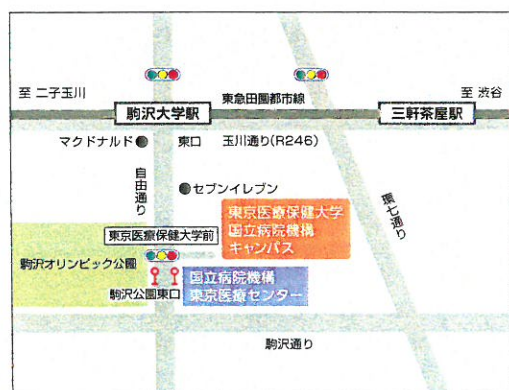 至 二子玉川
東急田園都市線
至 渋谷
駒沢大学駅
三軒茶屋駅
マクドナルド
東口
玉川通り(R246)
自由通り
セブンイレブン
環七通り
東京医療保健大学
国立病院機構
キャンパス
東京医療保健大学前
駒沢オリンピック公園
国立病院機構
東京医療センター
駒沢公園東口
駒沢通り